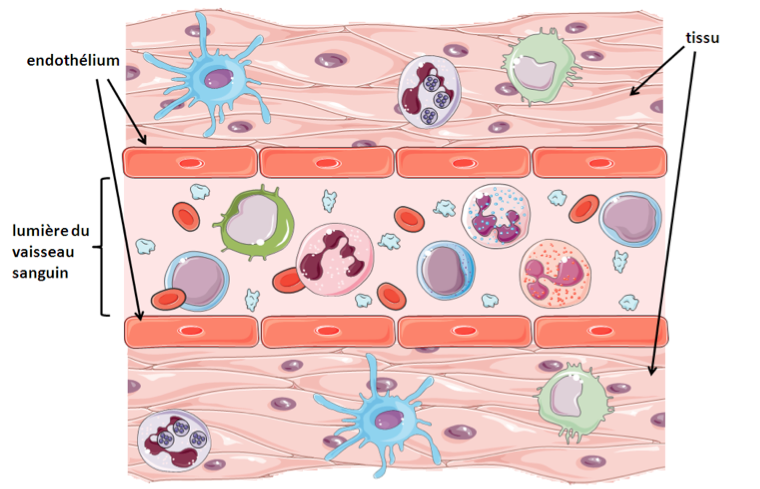 tissu
endothélium
lumière du
vaisseau
sanguin